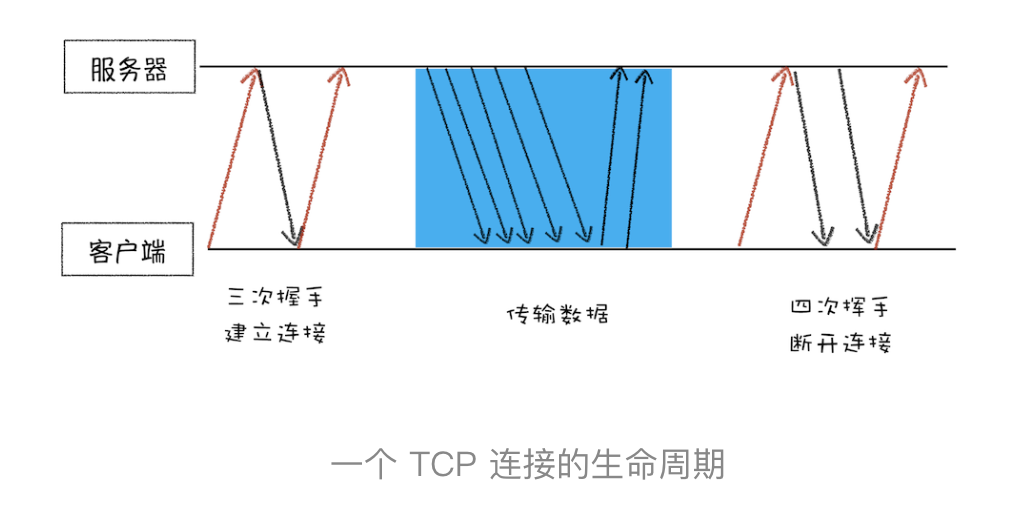 服务器
客户端
三次握手
建立连接
传输数据
四次挥手
断开连接
一个 TCP 连接的生命周期